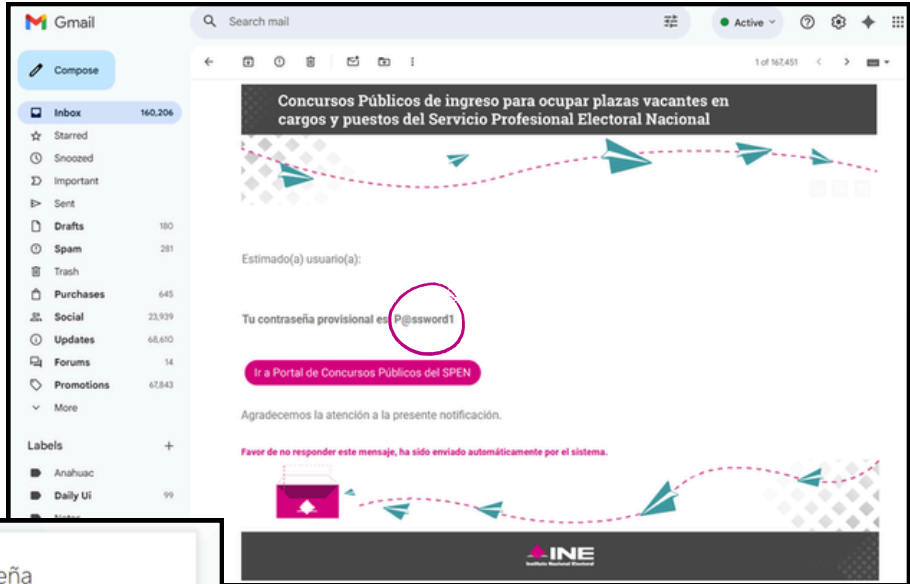 Gmail
Search mail
Active
Compose
1 of 167,451
Inbox 160,206
Starred
Snoozed
Important
Sent
Drafts 180
Spam 281
Trash
Purchases 645
Social 23,939
Updates 68,610
Forums 14
Promotions 67,843
More
Labels +
Anahuac
Daily Ui 99
Concursos Públicos de ingreso para ocupar plazas vacantes en
cargos y puestos del Servicio Profesional Electoral Nacional
Estimado(a) usuario(a):
Tu contraseña provisional es: P@ssword1
Ir a Portal de Concursos Públicos del SPEN
Agradecemos la atención a la presente notificación.
Favor de no responder este mensaje, ha sido enviado automáticamente por el sistema.
INE
Instituto Nacional Electoral